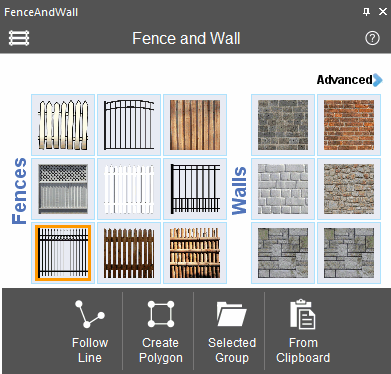 FenceAndWall
Fence and Wall
Advanced
Fences
Walls
Follow
Line
Create
Polygon
Selected
Group
From
Clipboard